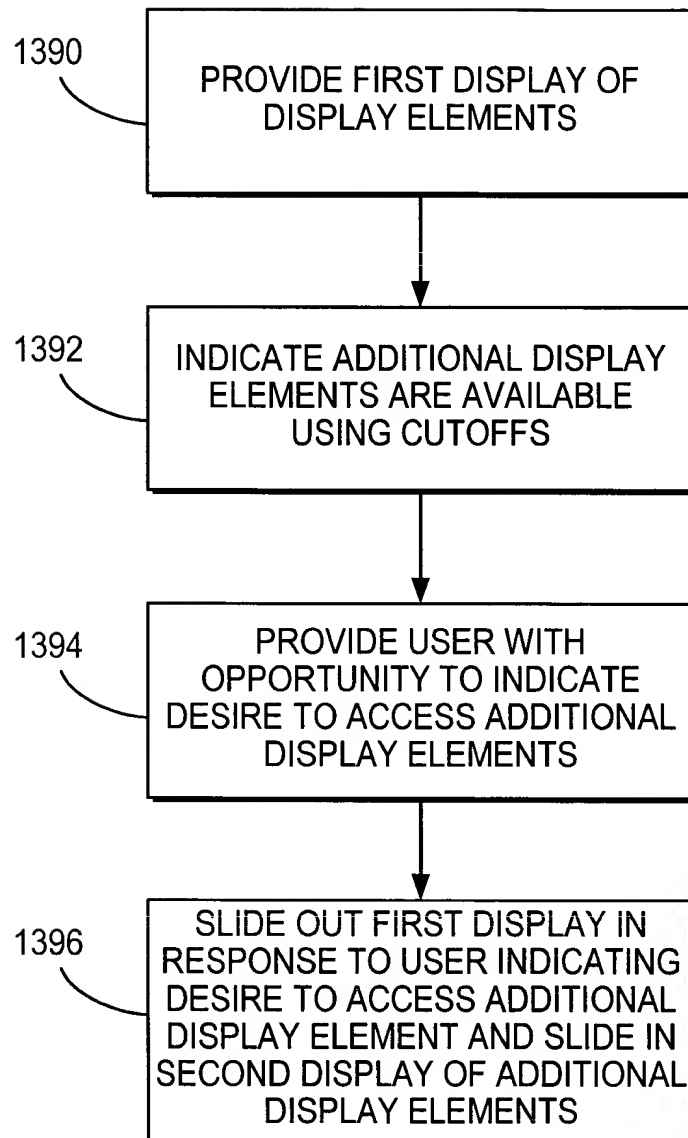 1390
PROVIDE FIRST DISPLAY OF
DISPLAY ELEMENTS
1392
INDICATE ADDITIONAL DISPLAY
ELEMENTS ARE AVAILABLE
USING CUTOFFS
1394
PROVIDE USER WITH
OPPORTUNITY TO INDICATE
DESIRE TO ACCESS ADDITIONAL
DISPLAY ELEMENTS
1396
SLIDE OUT FIRST DISPLAY IN
RESPONSE TO USER INDICATING
DESIRE TO ACCESS ADDITIONAL
DISPLAY ELEMENT AND SLIDE IN
SECOND DISPLAY OF ADDITIONAL
DISPLAY ELEMENTS